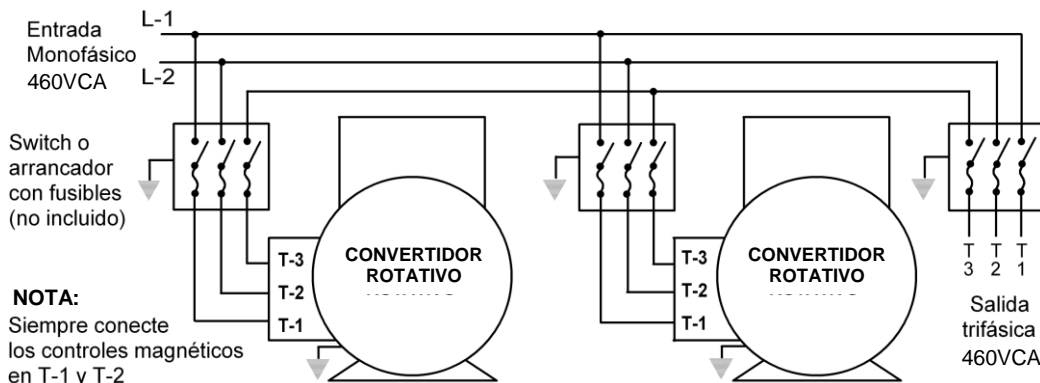 Entrada
Monofásico
460VCA
L-1
L-2
Switch o
arrancador
con fusibles
(no incluido)
NOTA:
Siempre conecte
los controles magnéticos
en T-1 y T-2
T-3
T-2
T-1
CONVERTIDOR
ROTATIVO
T-3
T-2
T-1
CONVERTIDOR
ROTATIVO
T T T
3 2 1
Salida
trifásica
460VCA